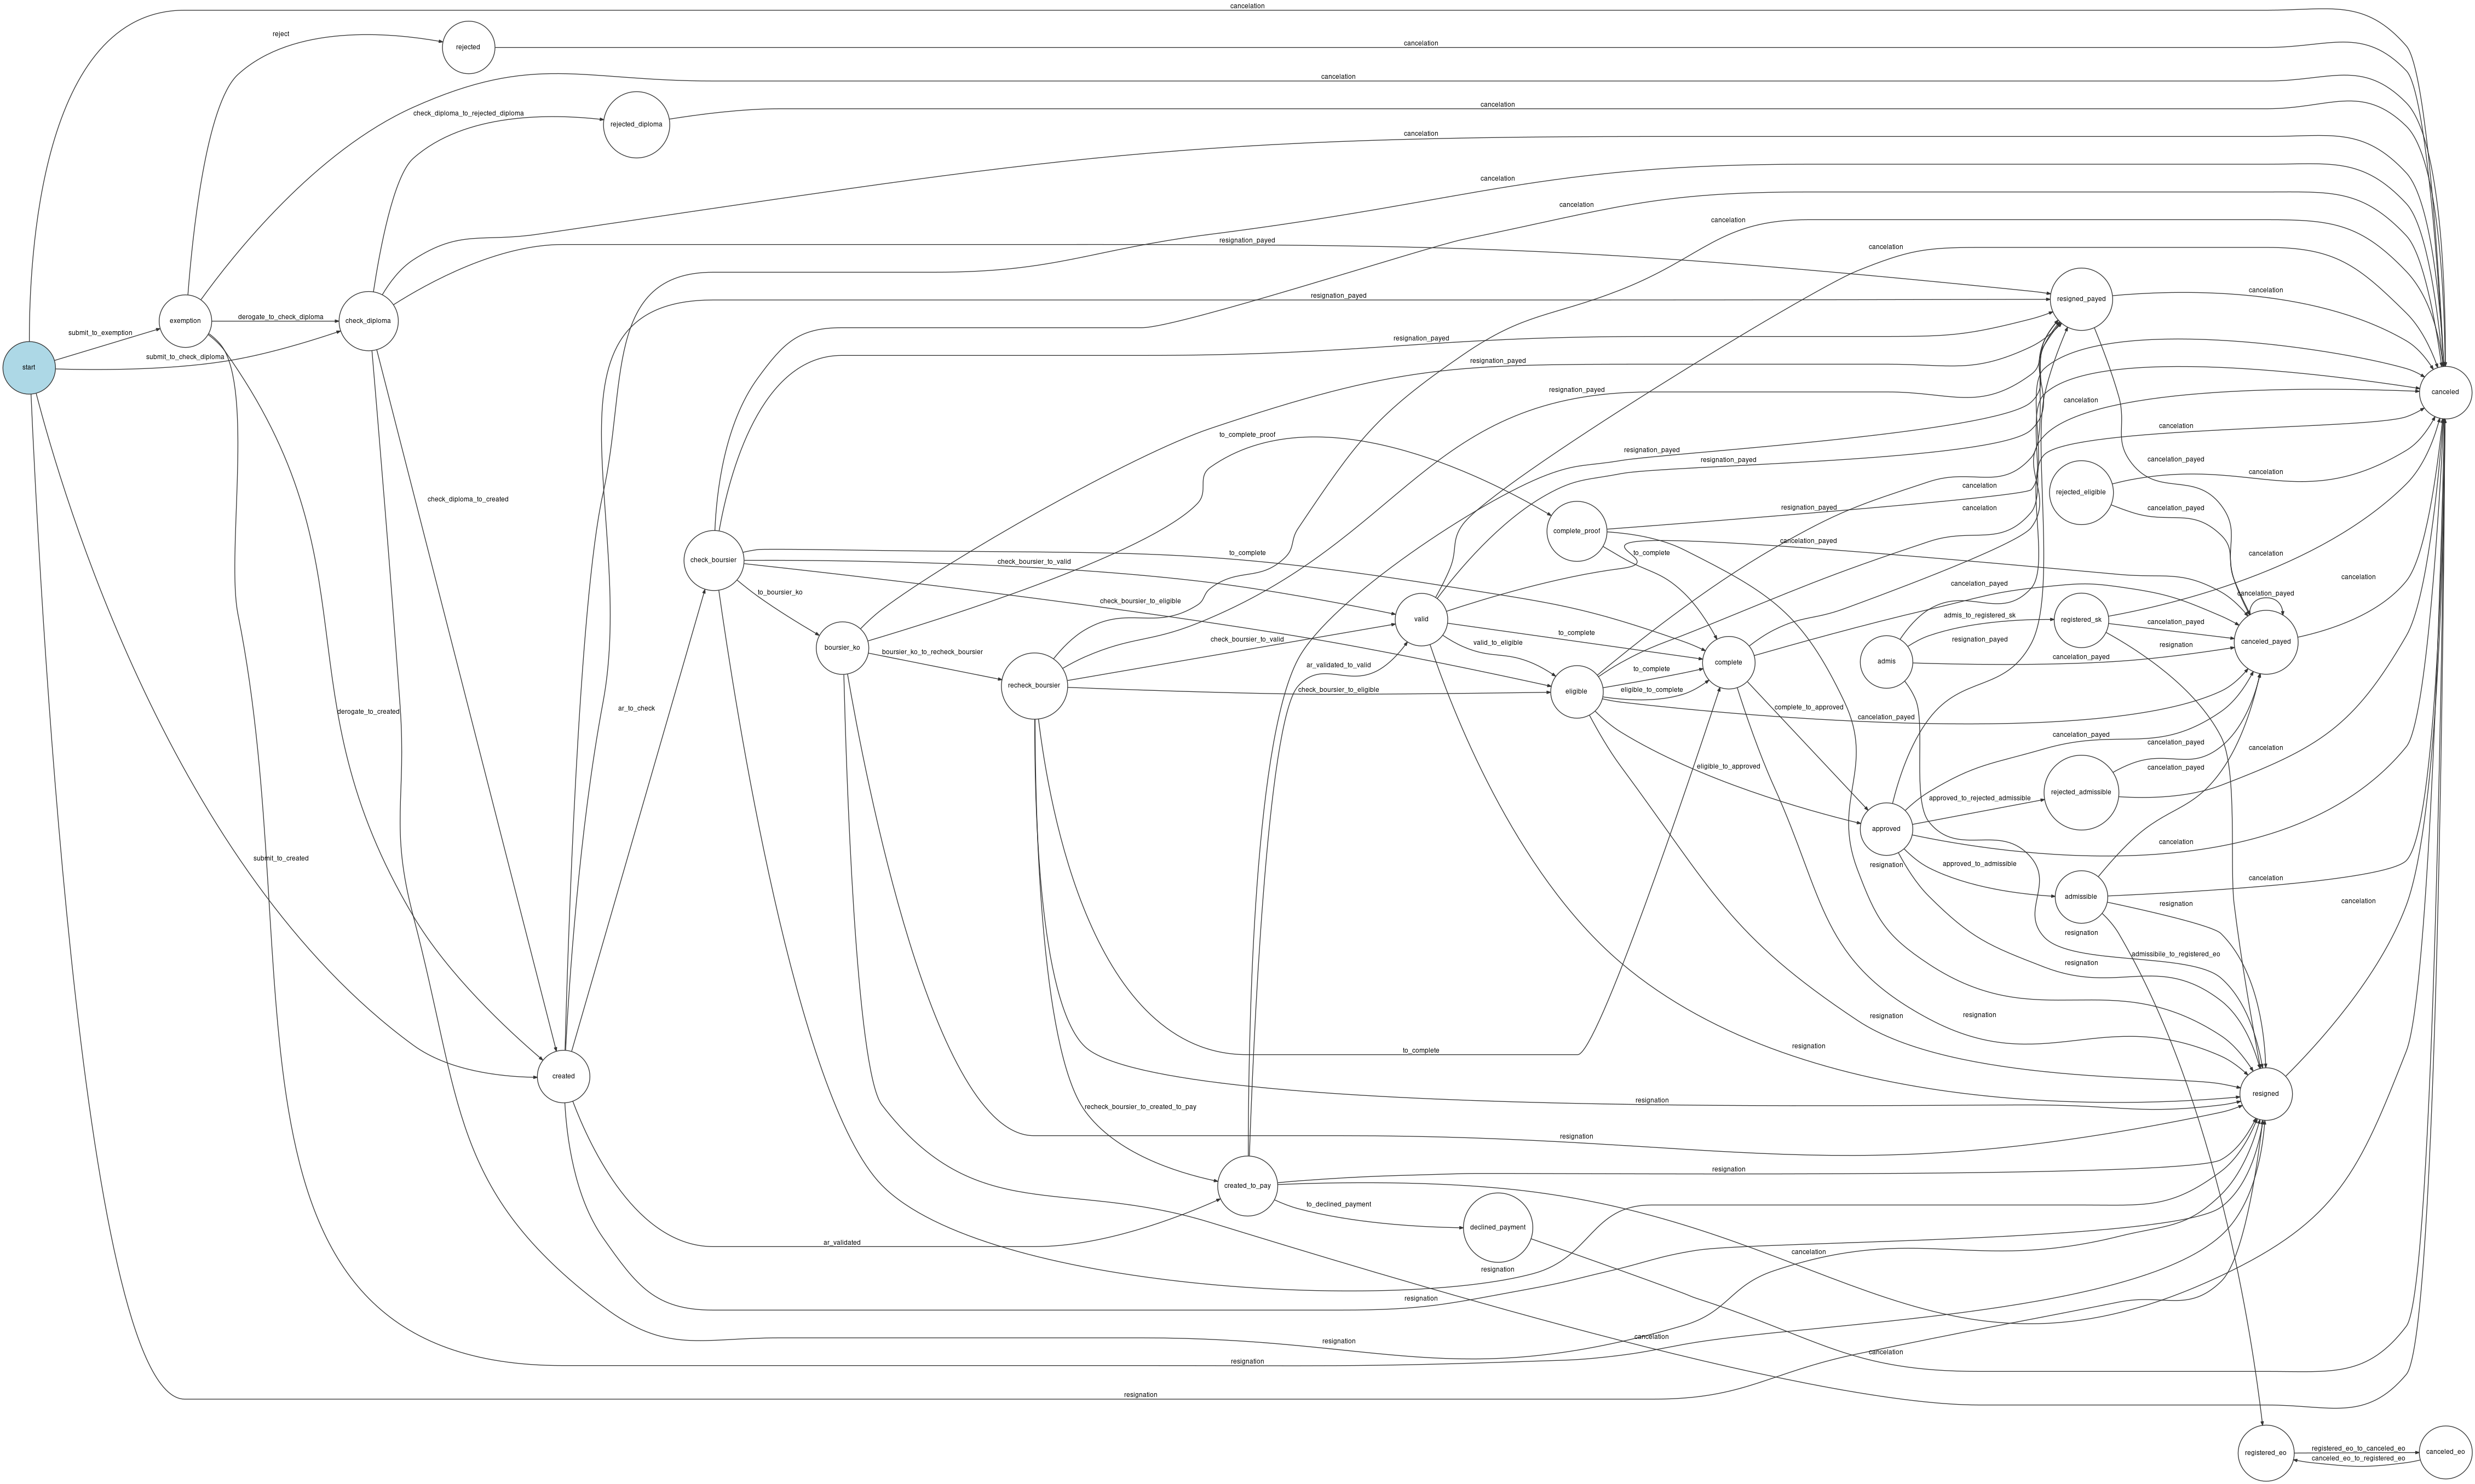 cancelation
reject
rejected
cancelation
cancelation
check_diploma_to_rejected_diploma
rejected_diploma
cancelation
cancelation
cancelation
cancelation
cancelation
resignation_payed
cancelation
cancelation
resigned_payed
resignation_payed
derogate_to_check_diploma
exemption
check_diploma
submit_to_exemption
resignation_payed
submit_to_check_diploma
resignation_payed
start
resignation_payed
canceled
cancelation
cancelation
to_complete_proof
resignation_payed
resignation_payed
cancelation_payed
cancelation
cancelation
rejected_eligible
check_diploma_to_created
resignation_payed
cancelation
cancelation_payed
complete_proof
cancelation_payed
to_complete
to_complete
cancelation
check_boursier
check_boursier_to_valid
cancelation
cancelation_payed
to_boursier_ko
cancelation_payed
check_boursier_to_eligible
admis_to_registered_sk
valid
registered_sk
cancelation_payed
to_complete
check_boursier_to_valid
resignation_payed
canceled_payed
valid_to_eligible
resignation
boursier_ko
boursier_ko_to_recheck_boursier
cancelation_payed
complete
admis
ar_validated_to_valid
to_complete
recheck_boursier
check_boursier_to_eligible
eligible
eligible_to_complete
ar_to_check
derogate_to_created
complete_to_approved
cancelation_payed
cancelation_payed
cancelation_payed
cancelation
eligible_to_approved
cancelation_payed
rejected_admissible
approved_to_rejected_admissible
approved
cancelation
submit_to_created
resignation
approved_to_admissible
cancelation
admissible
resignation
cancelation
resignation
admissibile_to_registered_eo
resignation
resignation
resignation
resignation
to_complete
created
resigned
resignation
recheck_boursier_to_created_to_pay
resignation
resignation
created_to_pay
to_declined_payment
declined_payment
ar_validated
cancelation
resignation
resignation
cancelation
resignation
cancelation
resignation
resignation
registered_eo_to_canceled_eo
registered_eo
canceled_eo
canceled_eo_to_registered_eo